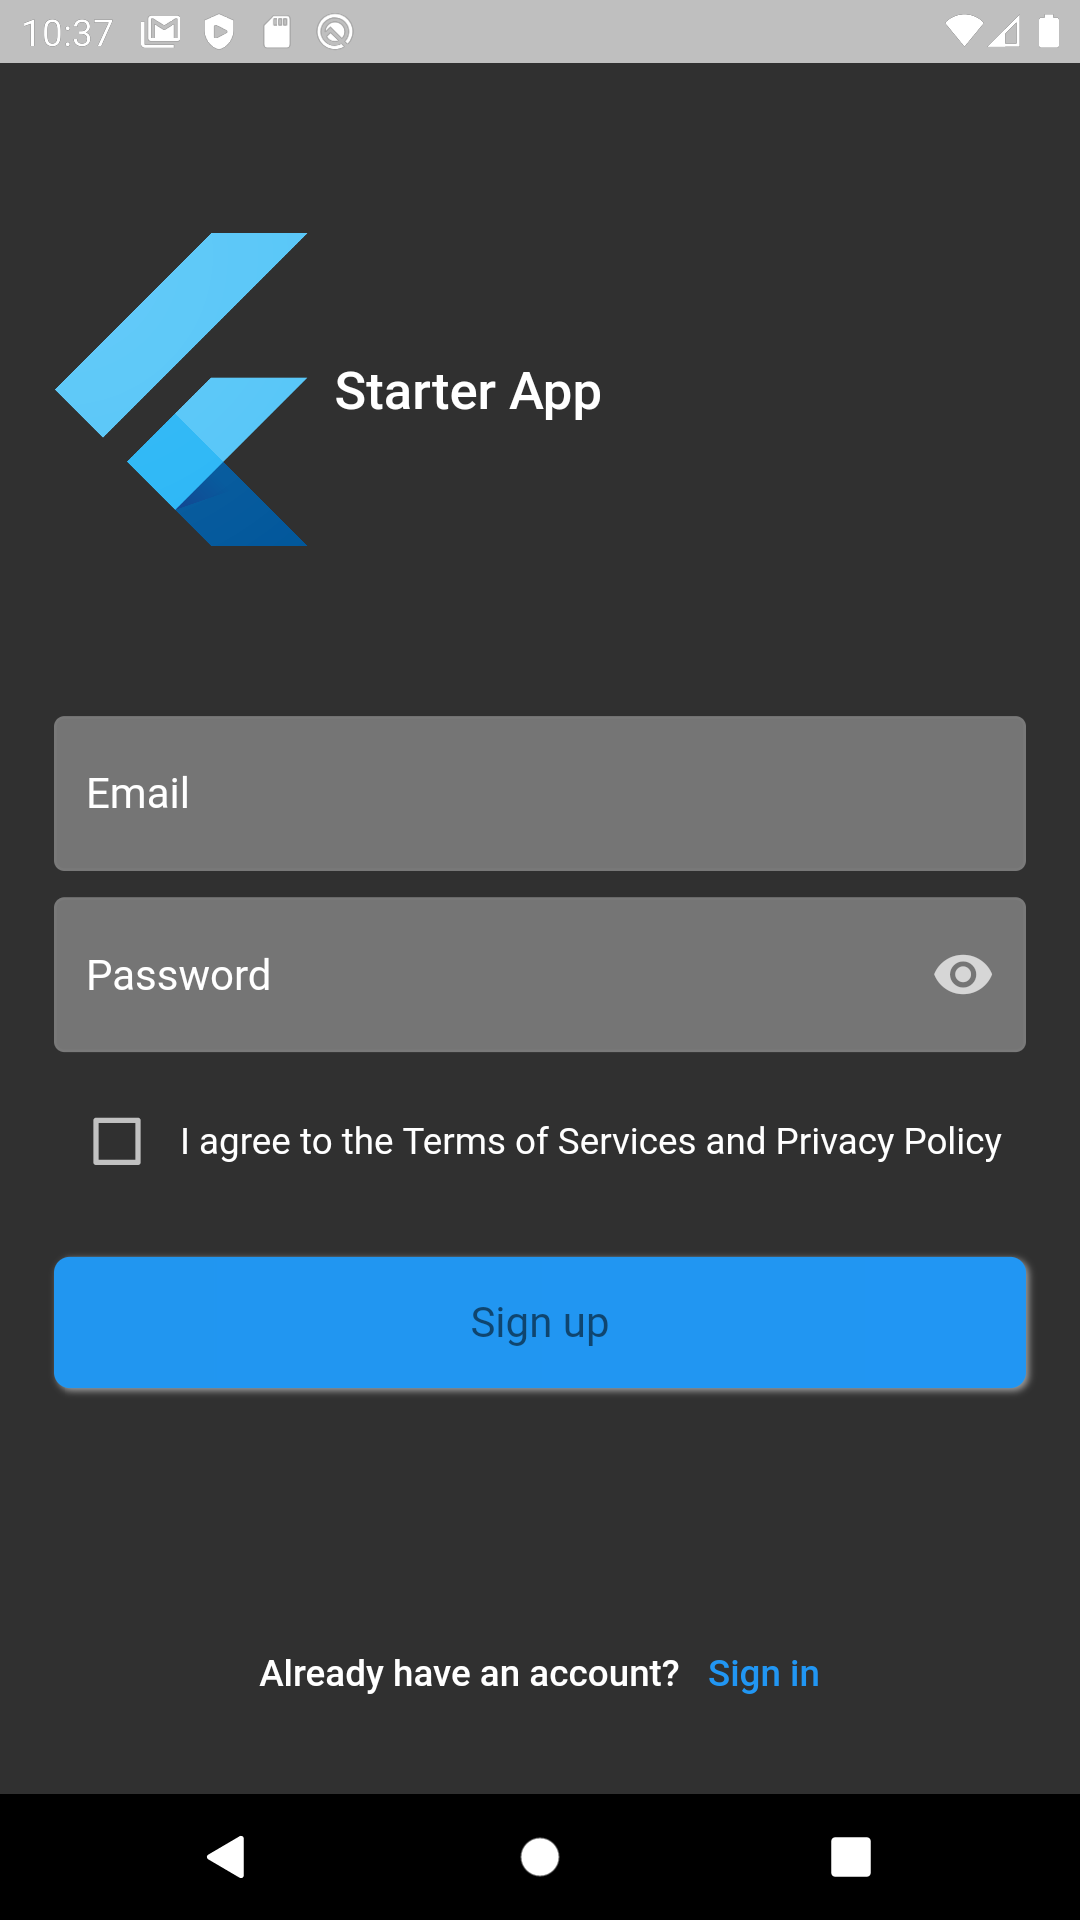 10:37
Starter App
Email
Password
I agree to the Terms of Services and Privacy Policy
Sign up
Already have an account? Sign in